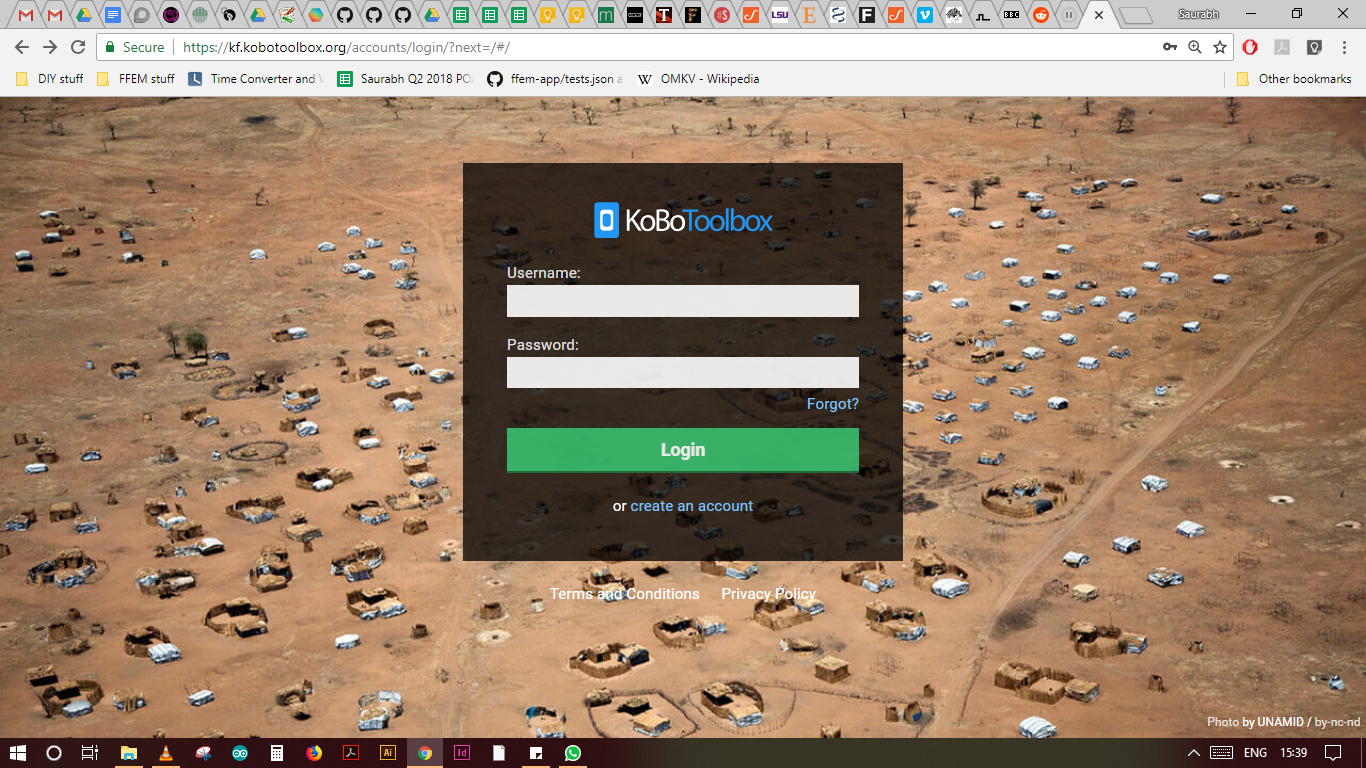 Saurabh
Secure
https://kf.kobotoolbox.org/accounts/login/?next=/#/
DIY stuff
FFEM stuff
Time Converter and
Saurabh Q2 2018 PO
ffem-app/tests.json a
W OMKV - Wikipedia
Other bookmarks
KoBoToolbox
Username:
Password:
Forgot?
Login
or create an account
Terms and Conditions
Privacy Policy
Photo by UNAMID / by-nc-nd
ENG
15:39